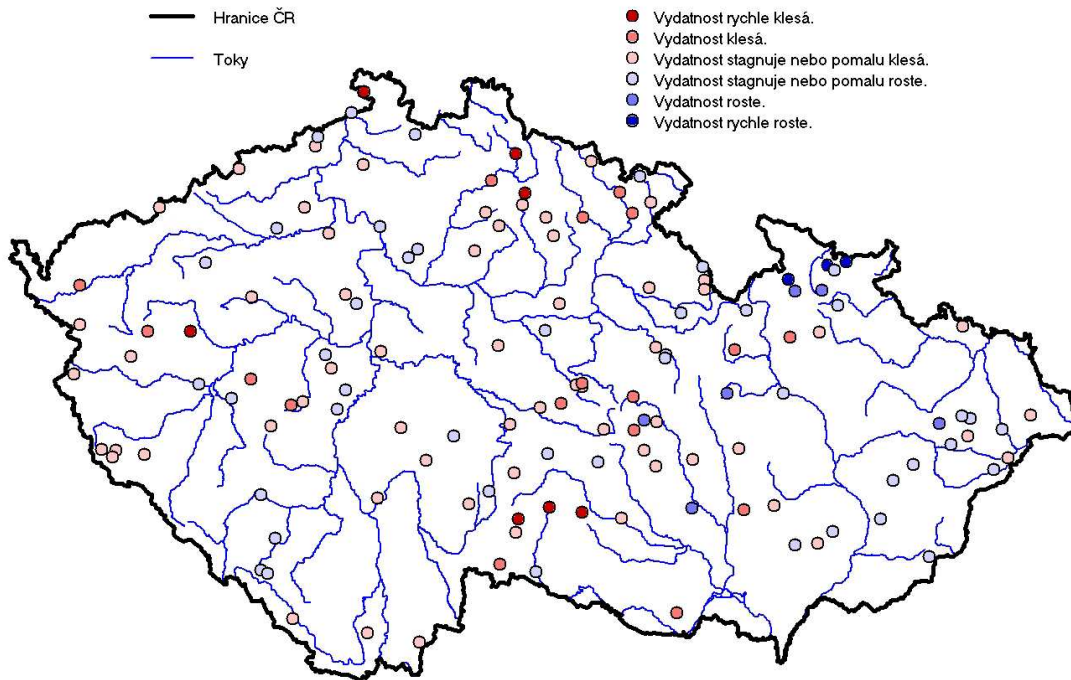 Hranice ČR
Toky
Vydatnost rychle klesá.
Vydatnost klesá.
Vydatnost stagnuje nebo pomalu klesá.
Vydatnost stagnuje nebo pomalu roste.
Vydatnost roste.
Vydatnost rychle roste.